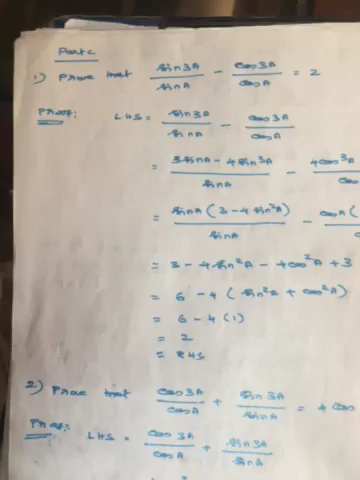 Part C
1) Prove that sin3A/sinA - cos3A/cosA = 2
Proof: LHS = sin3A/sinA - cos3A/cosA
= 3sinA - 4sin³A/sinA - 4cos³A/co
= sinA(3 - 4sin²A)/sinA - cosA(/co
= 3 - 4sin²A - 4cos²A + 3
= 6 - 4(sin²A + cos²A)
= 6 - 4(1)
= 2
= RHS
2) Prove that cos3A/cosA + sin3A/sinA = 4 cos
Proof: LHS = cos3A/cosA + sin3A/sinA